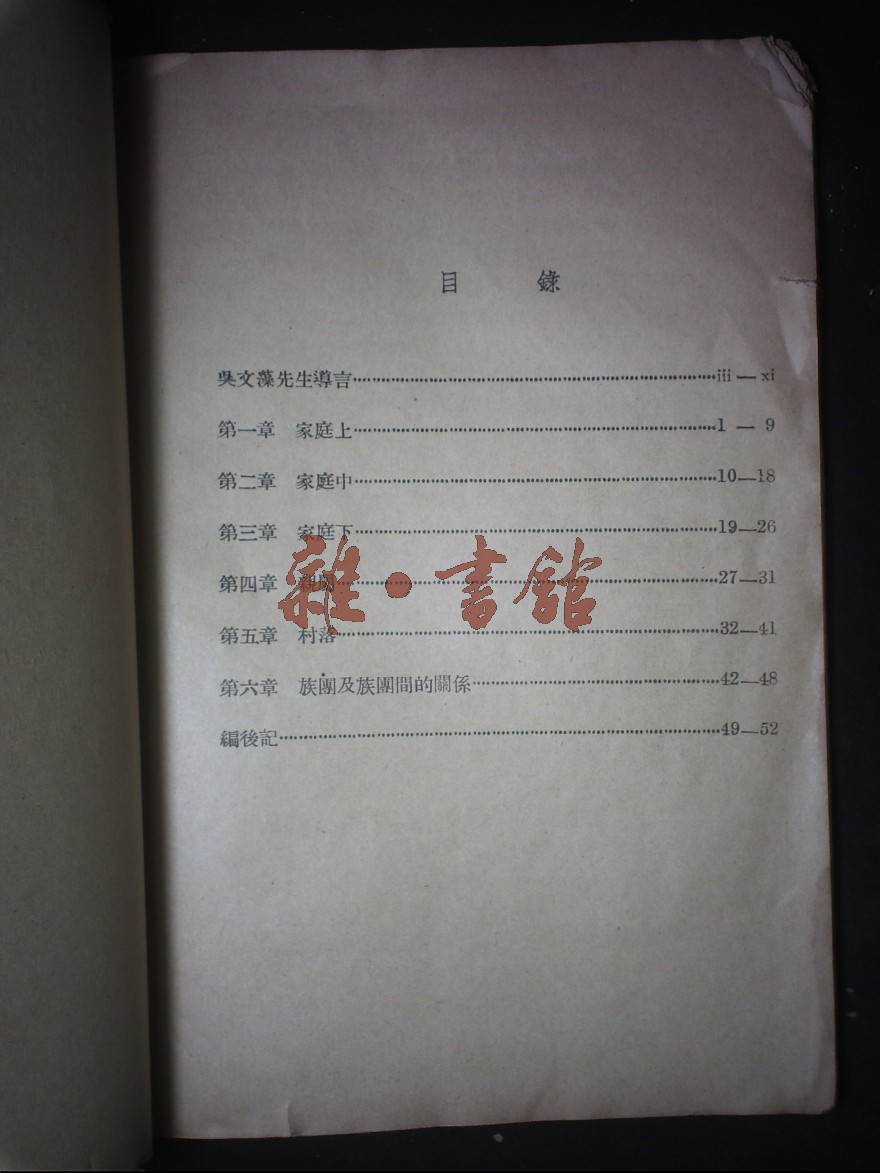 目　錄
吳文藻先生導言…………iii—xi
第一章　家庭上…………1—9
第二章　家庭中…………10—18
第三章　家庭下…………19—26
第四章　親屬…………27—31
第五章　村落…………32—41
第六章　族團及族團間的關係…………42—48
編後記…………49—52
雜·書館